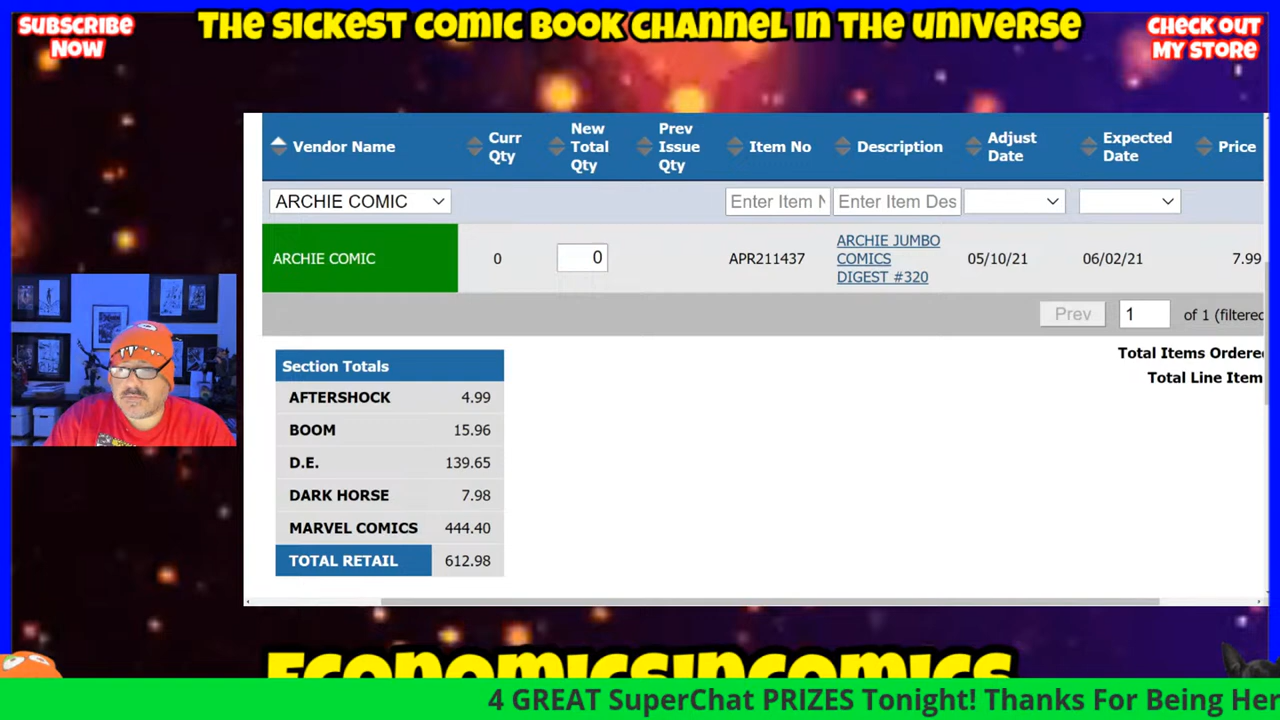 SUBSCRIBE
NOW
THE SICKEST COMIC BOOK CHANNEL IN THE UNIVERSE
CHECK OUT
MY STORE
Vendor Name Curr Qty New Total Qty Prev Issue Qty Item No Description Adjust Date Expected Date Price
ARCHIE COMIC Enter Item N Enter Item Des
ARCHIE COMIC 0 0 APR211437 ARCHIE JUMBO COMICS DIGEST #320 05/10/21 06/02/21 7.99
Prev 1 of 1 (filtered
Total Items Ordere
Total Line Item
Section Totals
AFTERSHOCK 4.99
BOOM 15.96
D.E. 139.65
DARK HORSE 7.98
MARVEL COMICS 444.40
TOTAL RETAIL 612.98
ECONOMICSINCOMICS
4 GREAT SuperChat PRIZES Tonight! Thanks For Being Her